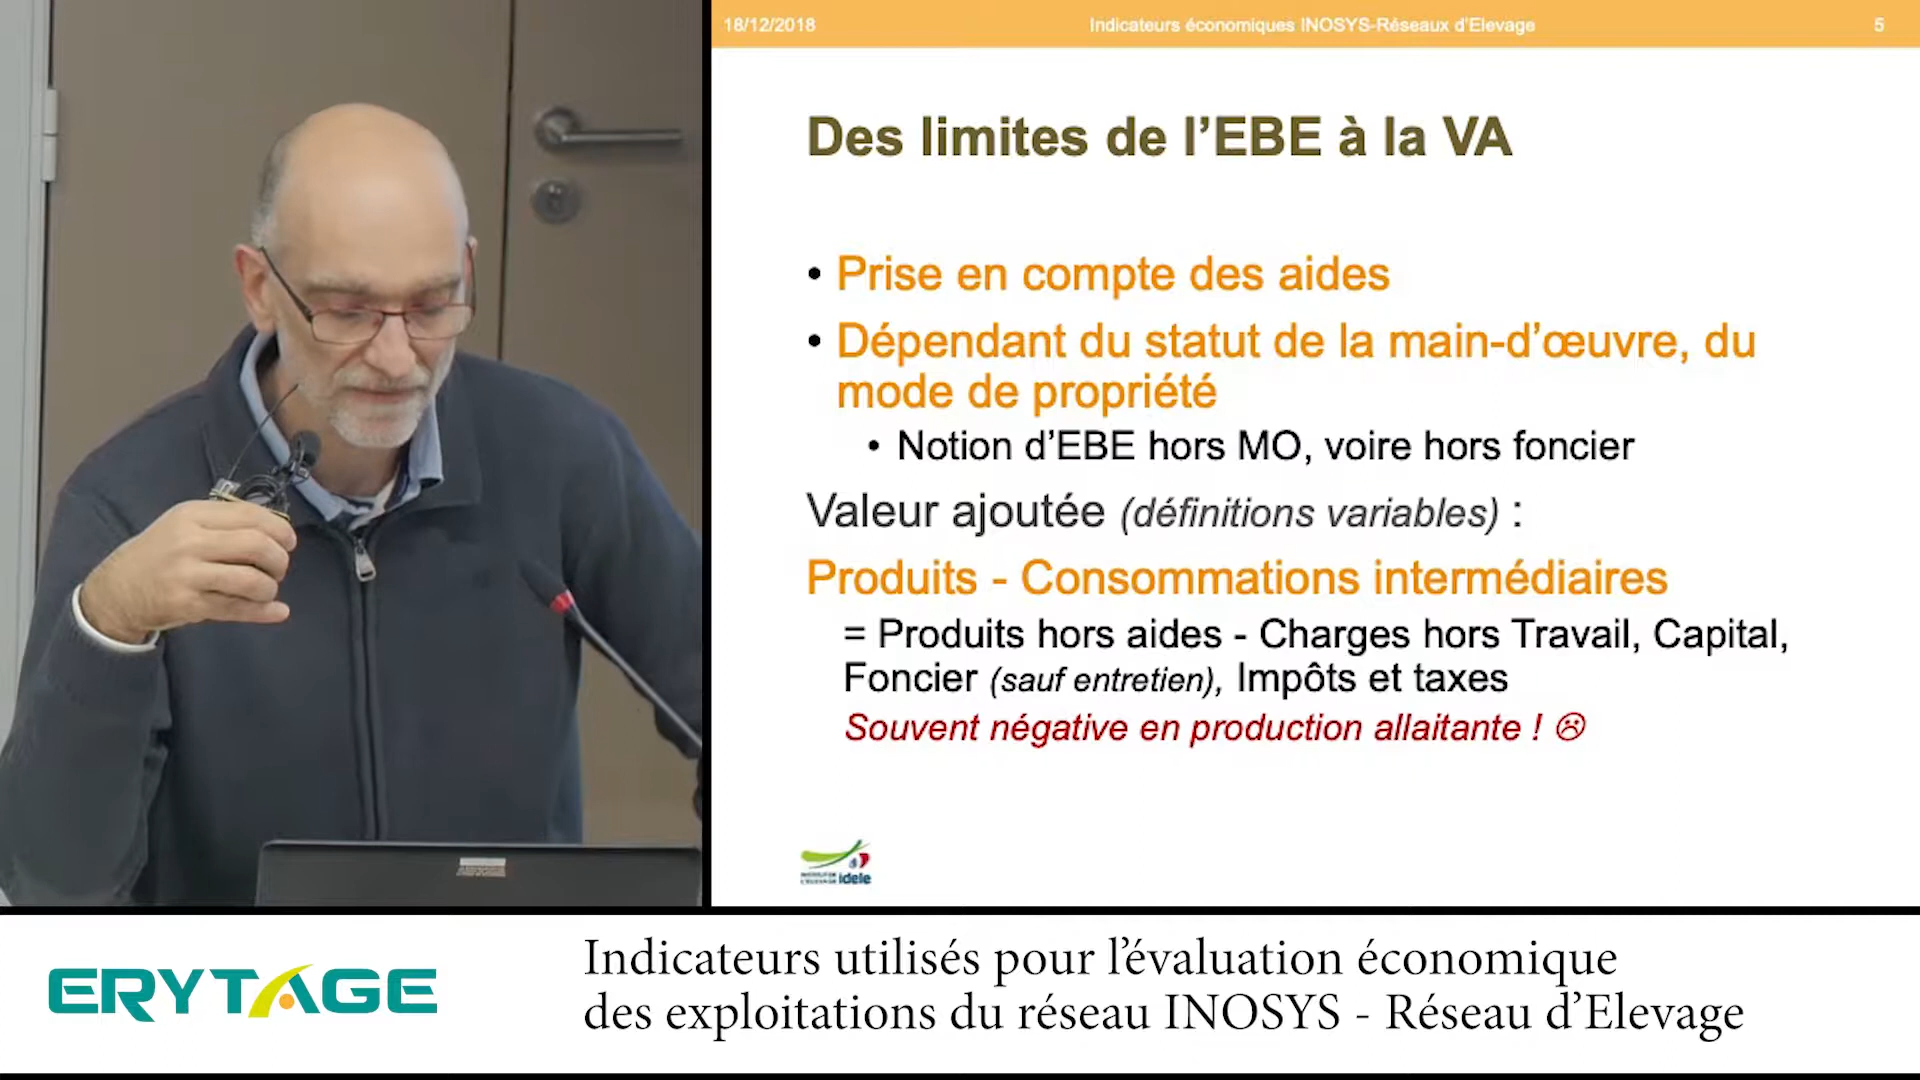 18/12/2018
Indicateurs économiques INOSYS-Réseaux d'Elevage
5
Des limites de l'EBE à la VA
• Prise en compte des aides
• Dépendant du statut de la main-d'œuvre, du
mode de propriété
• Notion d'EBE hors MO, voire hors foncier
Valeur ajoutée (définitions variables) :
Produits - Consommations intermédiaires
= Produits hors aides - Charges hors Travail, Capital,
Foncier (sauf entretien), Impôts et taxes
Souvent négative en production allaitante ! ☹
INSTITUT DE
L'ELEVAGE idele
ERYTAGE
Indicateurs utilisés pour l'évaluation économique
des exploitations du réseau INOSYS - Réseau d'Elevage